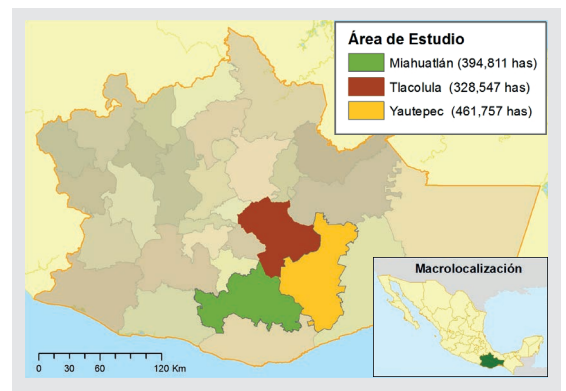 Área de Estudio
Miahuatlán (394,811 has)
Tlacolula (328,547 has)
Yautepec (461,757 has)
Macrolocalización
0 30 60 120 Km